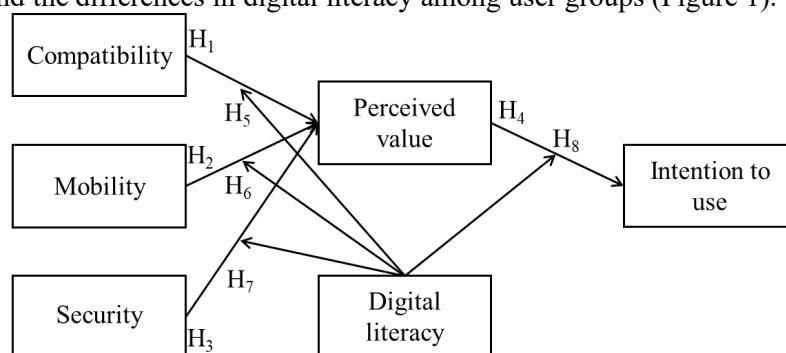 nd the differences in digital literacy among user groups (Figure 1).
Compatibility
H1
H5
Perceived
value
H4
H8
Mobility
H2
H6
Intention to
use
Security
H3
H7
Digital
literacy